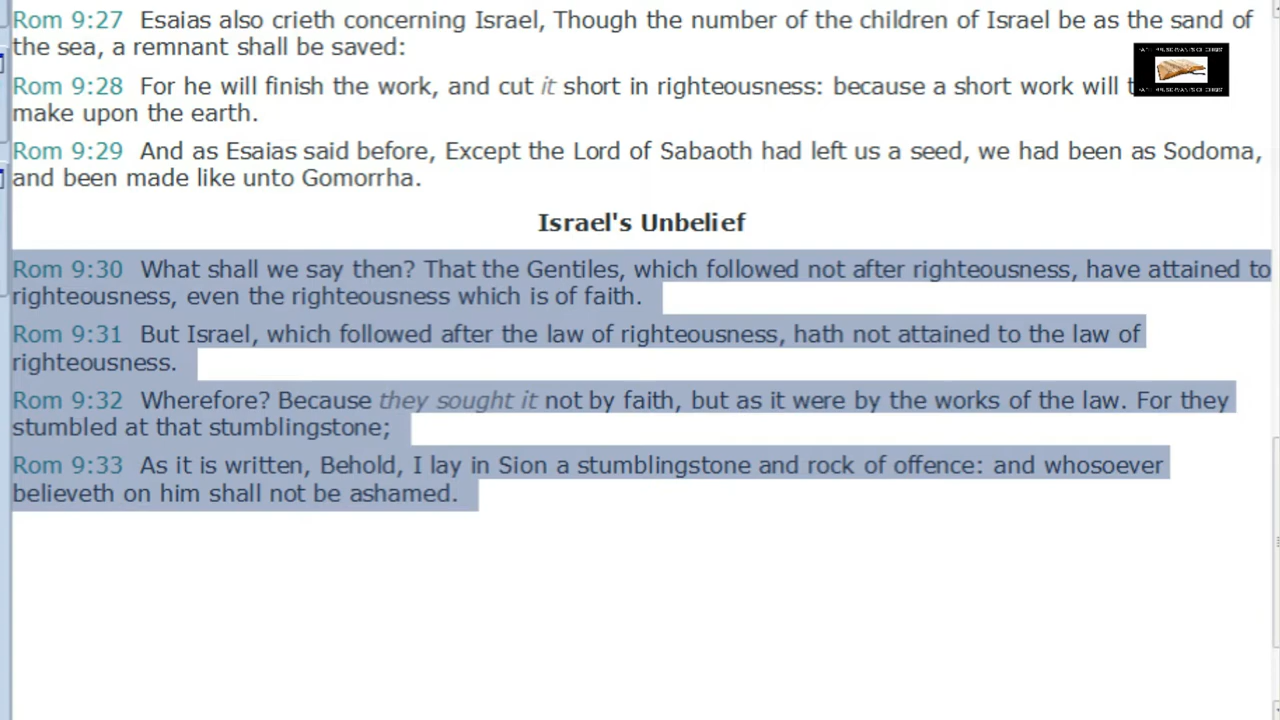 Rom 9:27 Esaias also crieth concerning Israel, Though the number of the children of Israel be as the sand of
the sea, a remnant shall be saved:
Rom 9:28 For he will finish the work, and cut it short in righteousness: because a short work will
make upon the earth.
Rom 9:29 And as Esaias said before, Except the Lord of Sabaoth had left us a seed, we had been as Sodoma,
and been made like unto Gomorrha.
Israel's Unbelief
Rom 9:30 What shall we say then? That the Gentiles, which followed not after righteousness, have attained to
righteousness, even the righteousness which is of faith.
Rom 9:31 But Israel, which followed after the law of righteousness, hath not attained to the law of
righteousness.
Rom 9:32 Wherefore? Because they sought it not by faith, but as it were by the works of the law. For they
stumbled at that stumblingstone;
Rom 9:33 As it is written, Behold, I lay in Sion a stumblingstone and rock of offence: and whosoever
believeth on him shall not be ashamed.